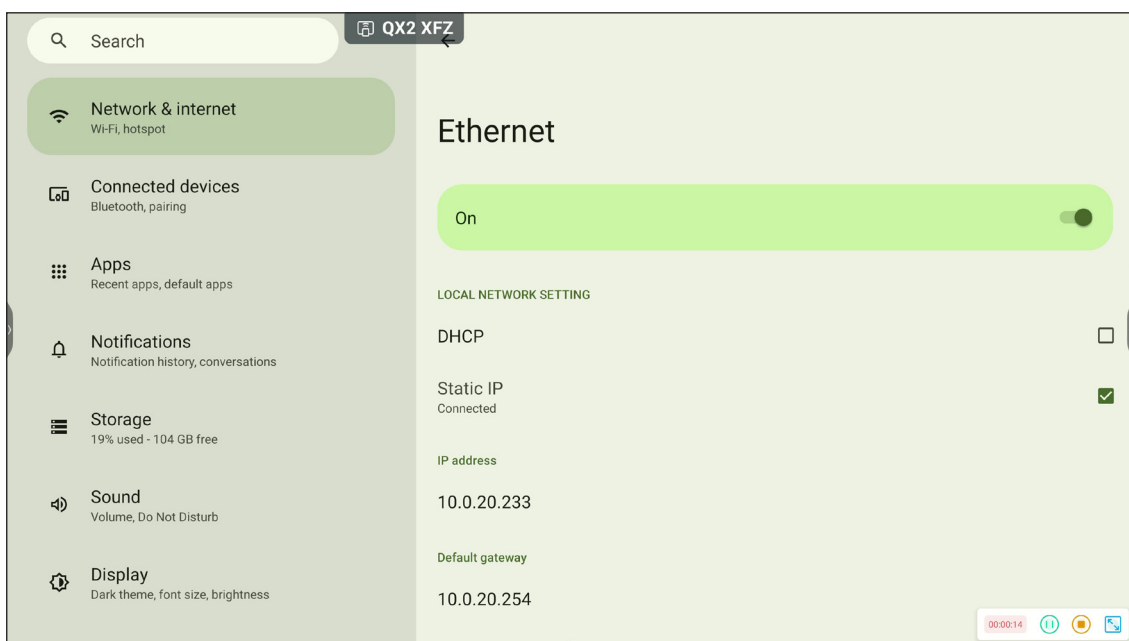 Search
QX2 XFZ
Network & internet
Wi-Fi, hotspot
Connected devices
Bluetooth, pairing
Apps
Recent apps, default apps
Notifications
Notification history, conversations
Storage
19% used - 104 GB free
Sound
Volume, Do Not Disturb
Display
Dark theme, font size, brightness
Ethernet
On
LOCAL NETWORK SETTING
DHCP
Static IP
Connected
IP address
10.0.20.233
Default gateway
10.0.20.254
00:00:14